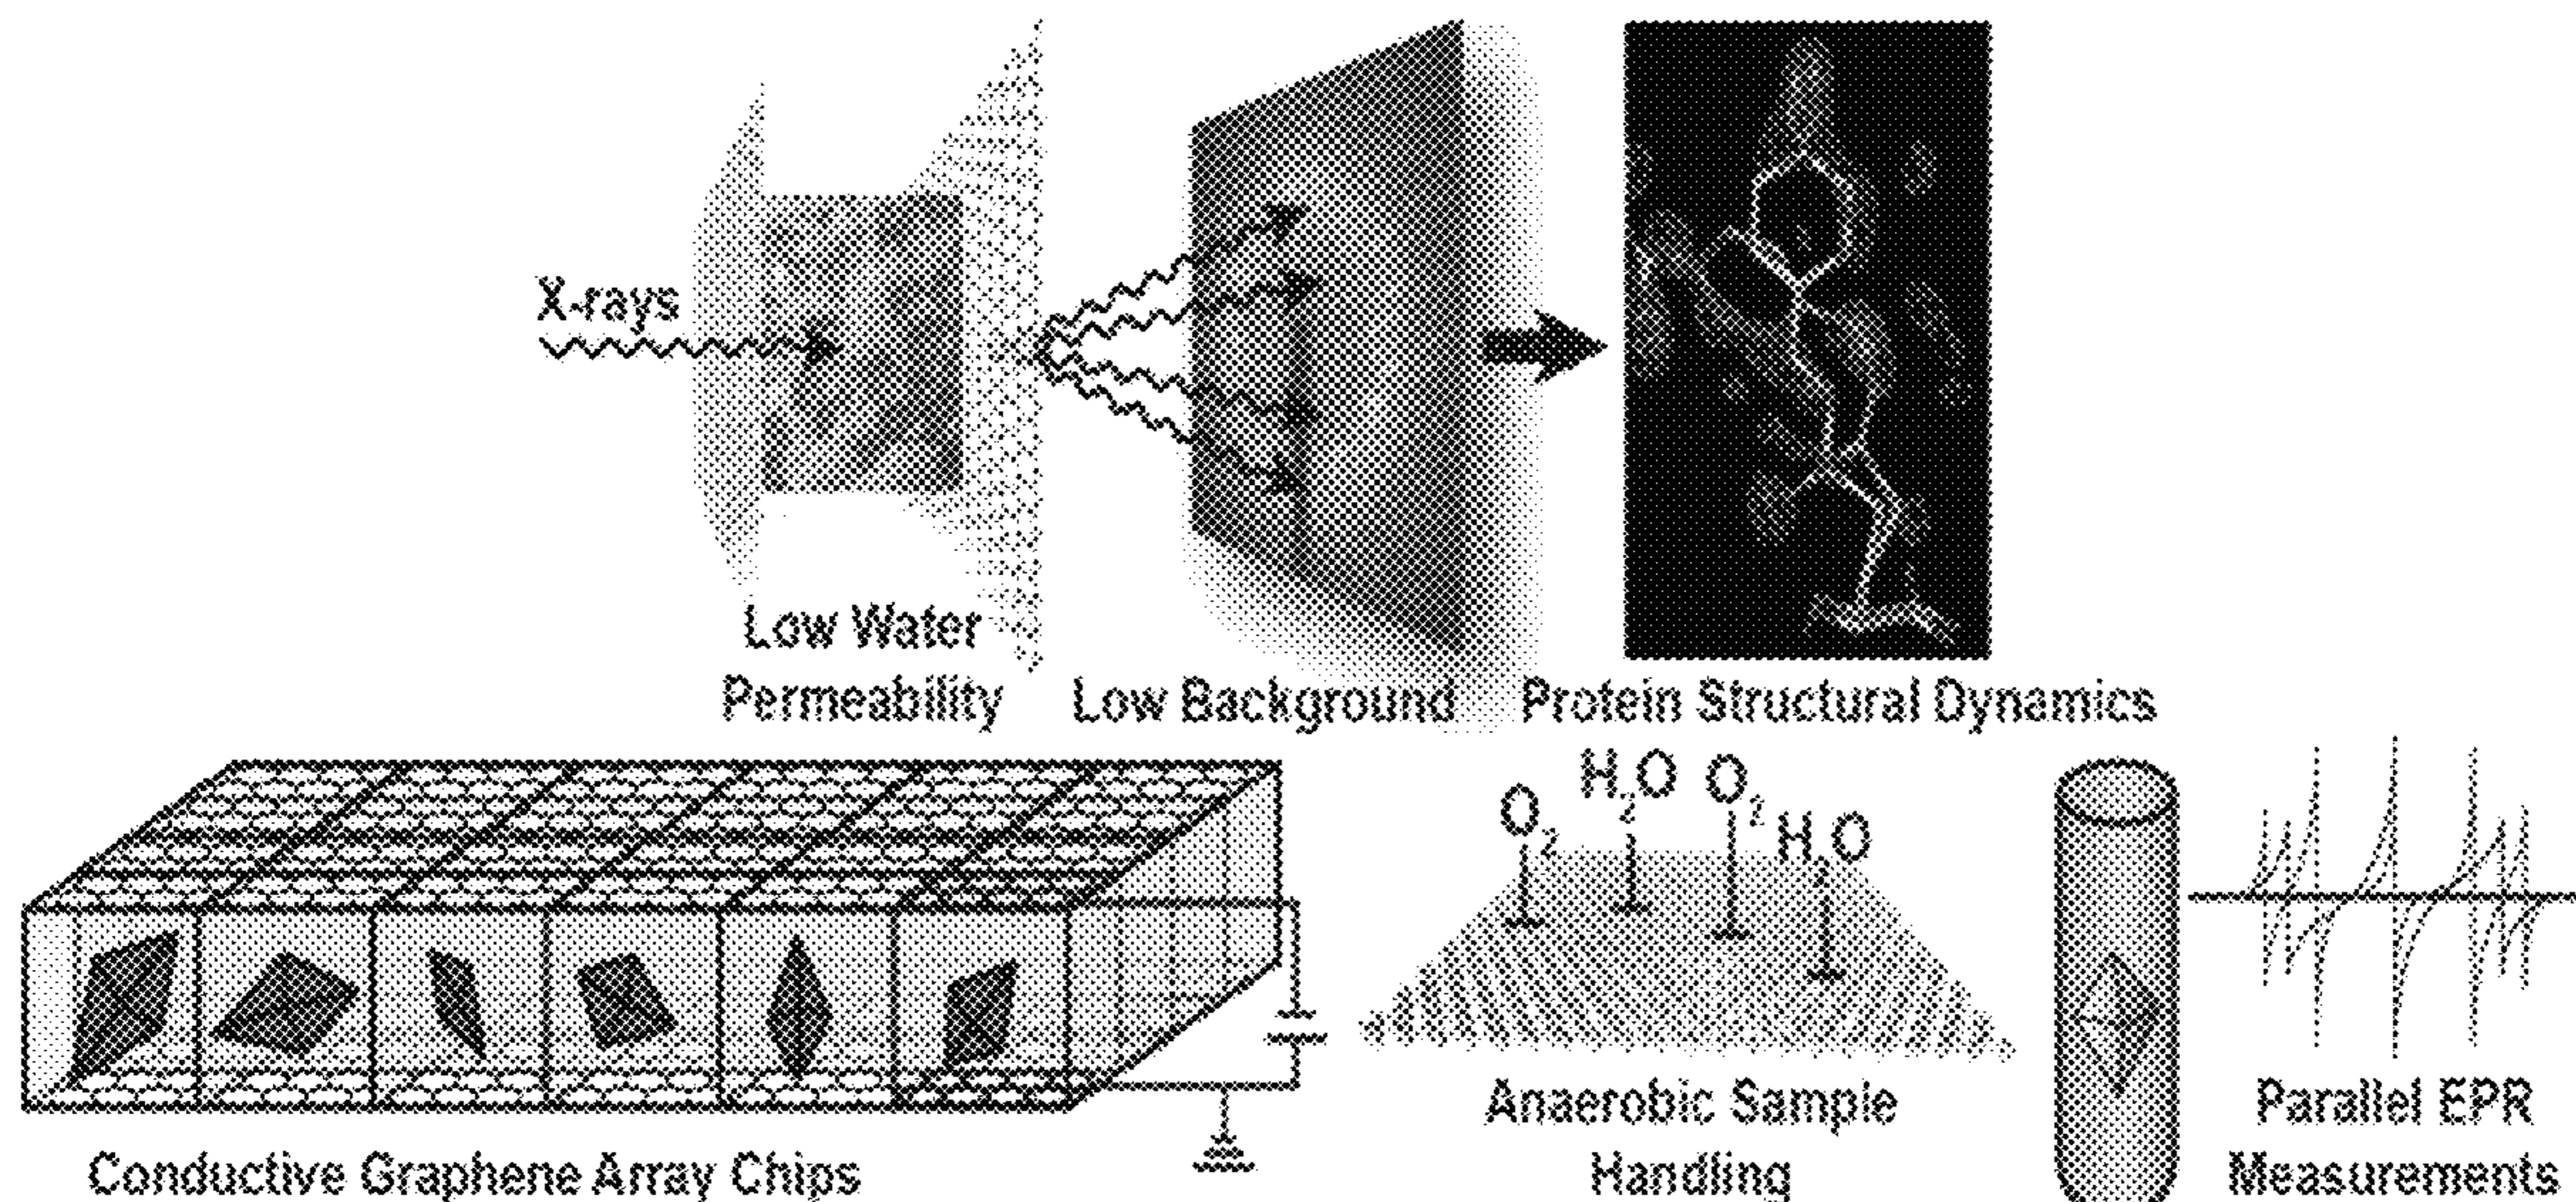 X-rays
Low Water
Permeability
Low Background
Protein Structural Dynamics
O₂
H₂O
O₂
H₂O
Conductive Graphene Array Chips
Anaerobic Sample
Handling
Parallel EPR
Measurements